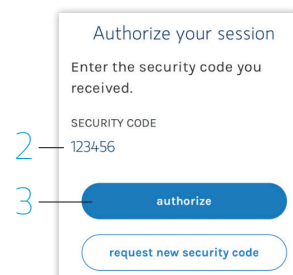 Authorize your session
Enter the security code you
received.
SECURITY CODE
2 123456
3 authorize
request new security code